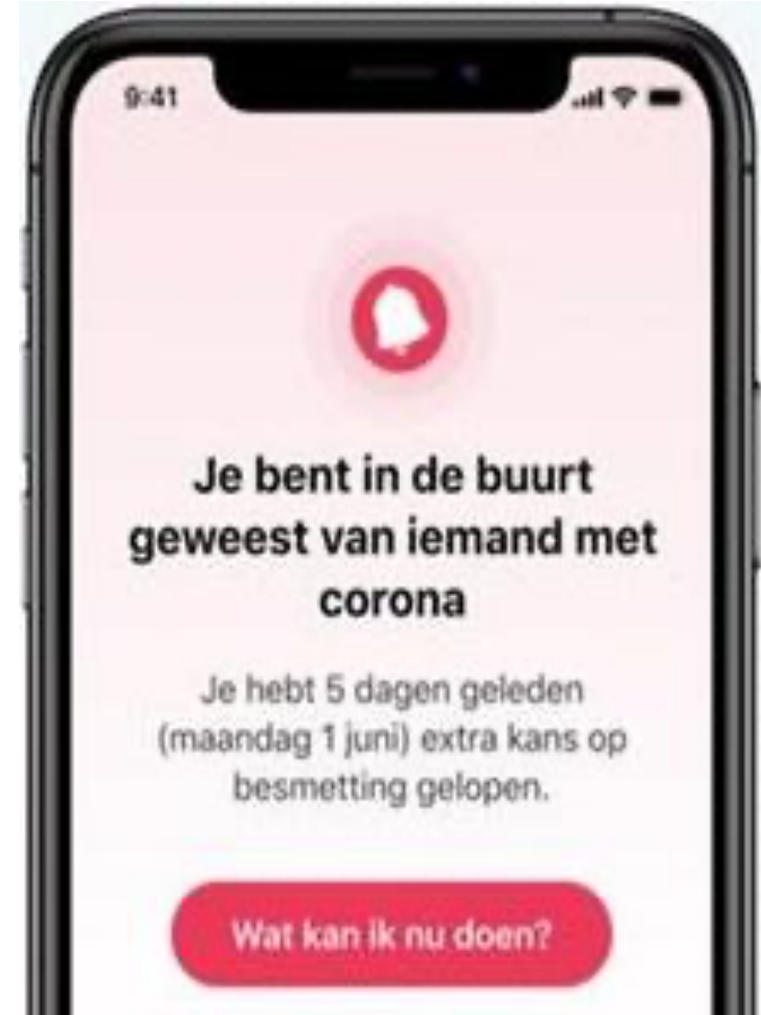 9:41
Je bent in de buurt
geweest van iemand met
corona
Je hebt 5 dagen geleden
(maandag 1 juni) extra kans op
besmetting gelopen.
Wat kan ik nu doen?